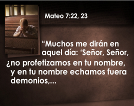 Mateo 7:22, 23
"Muchos me dirán en
aquel día: 'Señor, Señor,
¿no profetizamos en tu nombre,
y en tu nombre echamos fuera
demonios,...